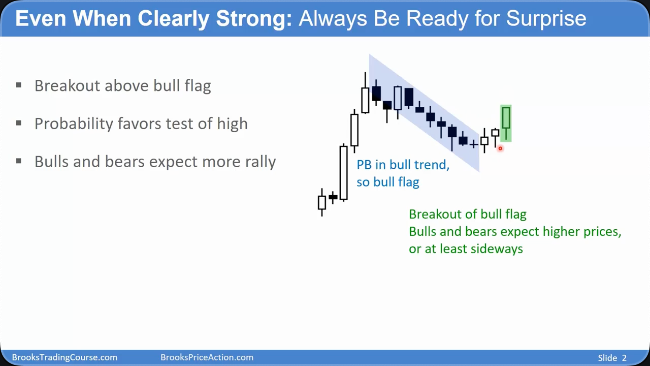 Even When Clearly Strong: Always Be Ready for Surprise
▪ Breakout above bull flag
▪ Probability favors test of high
▪ Bulls and bears expect more rally
PB in bull trend,
so bull flag
Breakout of bull flag
Bulls and bears expect higher prices,
or at least sideways
BrooksTradingCourse.com BrooksPriceAction.com Slide 2